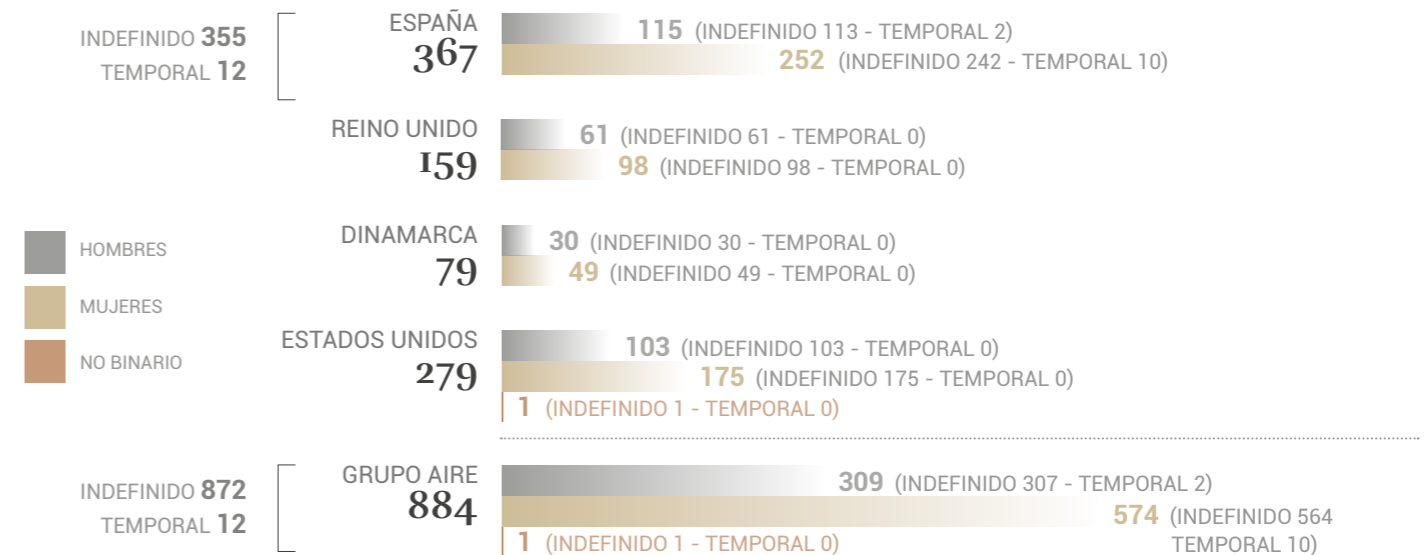 INDEFINIDO 355
TEMPORAL 12
ESPAÑA
367
115 (INDEFINIDO 113 - TEMPORAL 2)
252 (INDEFINIDO 242 - TEMPORAL 10)
REINO UNIDO
159
61 (INDEFINIDO 61 - TEMPORAL 0)
98 (INDEFINIDO 98 - TEMPORAL 0)
HOMBRES
MUJERES
NO BINARIO
DINAMARCA
79
30 (INDEFINIDO 30 - TEMPORAL 0)
49 (INDEFINIDO 49 - TEMPORAL 0)
ESTADOS UNIDOS
279
103 (INDEFINIDO 103 - TEMPORAL 0)
175 (INDEFINIDO 175 - TEMPORAL 0)
1 (INDEFINIDO 1 - TEMPORAL 0)
INDEFINIDO 872
TEMPORAL 12
GRUPO AIRE
884
309 (INDEFINIDO 307 - TEMPORAL 2)
574 (INDEFINIDO 564
TEMPORAL 10)
1 (INDEFINIDO 1 - TEMPORAL 0)